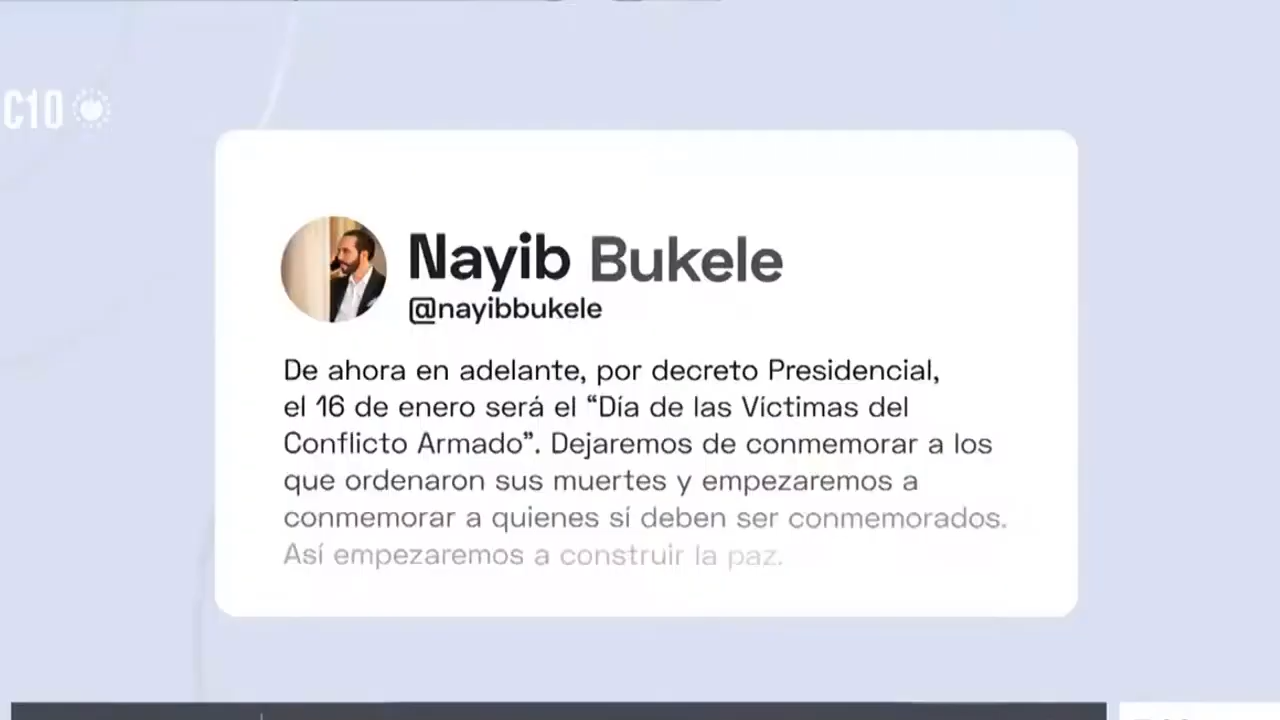 C10
Nayib Bukele
@nayibbukele
De ahora en adelante, por decreto Presidencial,
el 16 de enero será el “Día de las Víctimas del
Conflicto Armado”. Dejaremos de conmemorar a los
que ordenaron sus muertes y empezaremos a
conmemorar a quienes sí deben ser conmemorados.
Así empezaremos a construir la paz.